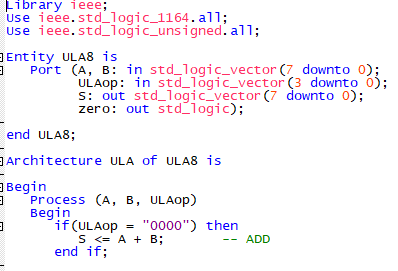 Library ieee;
Use ieee.std_logic_1164.all;
Use ieee.std_logic_unsigned.all;
Entity ULA8 is
Port (A, B: in std_logic_vector(7 downto 0);
ULAop: in std_logic_vector(3 downto 0);
S: out std_logic_vector(7 downto 0);
zero: out std_logic);
end ULA8;
Architecture ULA of ULA8 is
Begin
Process (A, B, ULAop)
Begin
if(ULAop = "0000") then
S <= A + B; -- ADD
end if;